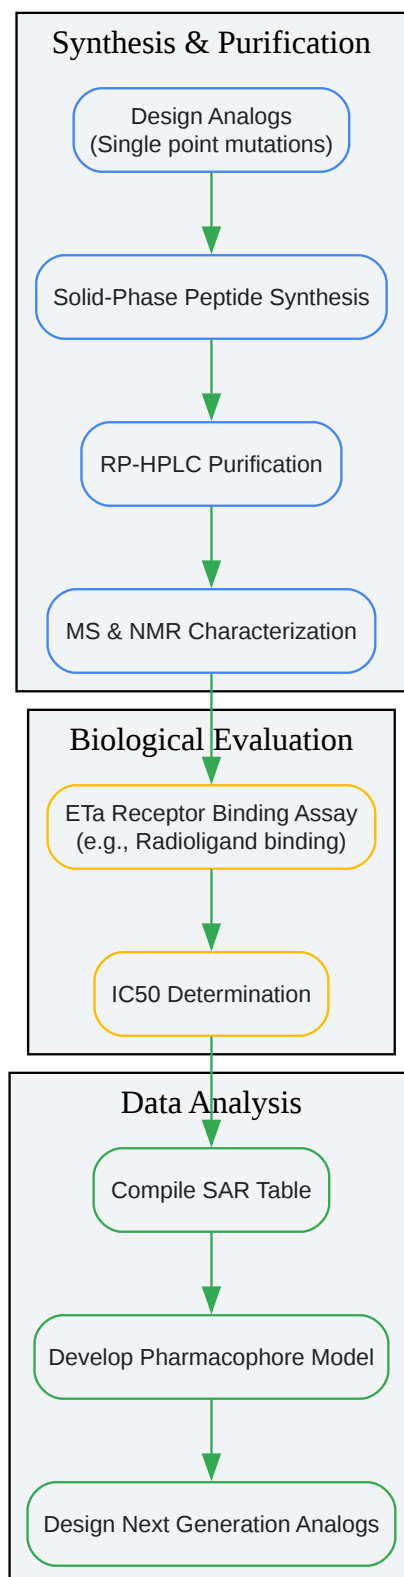 Synthesis & Purification
Design Analogs
(Single point mutations)
Solid-Phase Peptide Synthesis
RP-HPLC Purification
MS & NMR Characterization
Biological Evaluation
ETa Receptor Binding Assay
(e.g., Radioligand binding)
IC50 Determination
Data Analysis
Compile SAR Table
Develop Pharmacophore Model
Design Next Generation Analogs